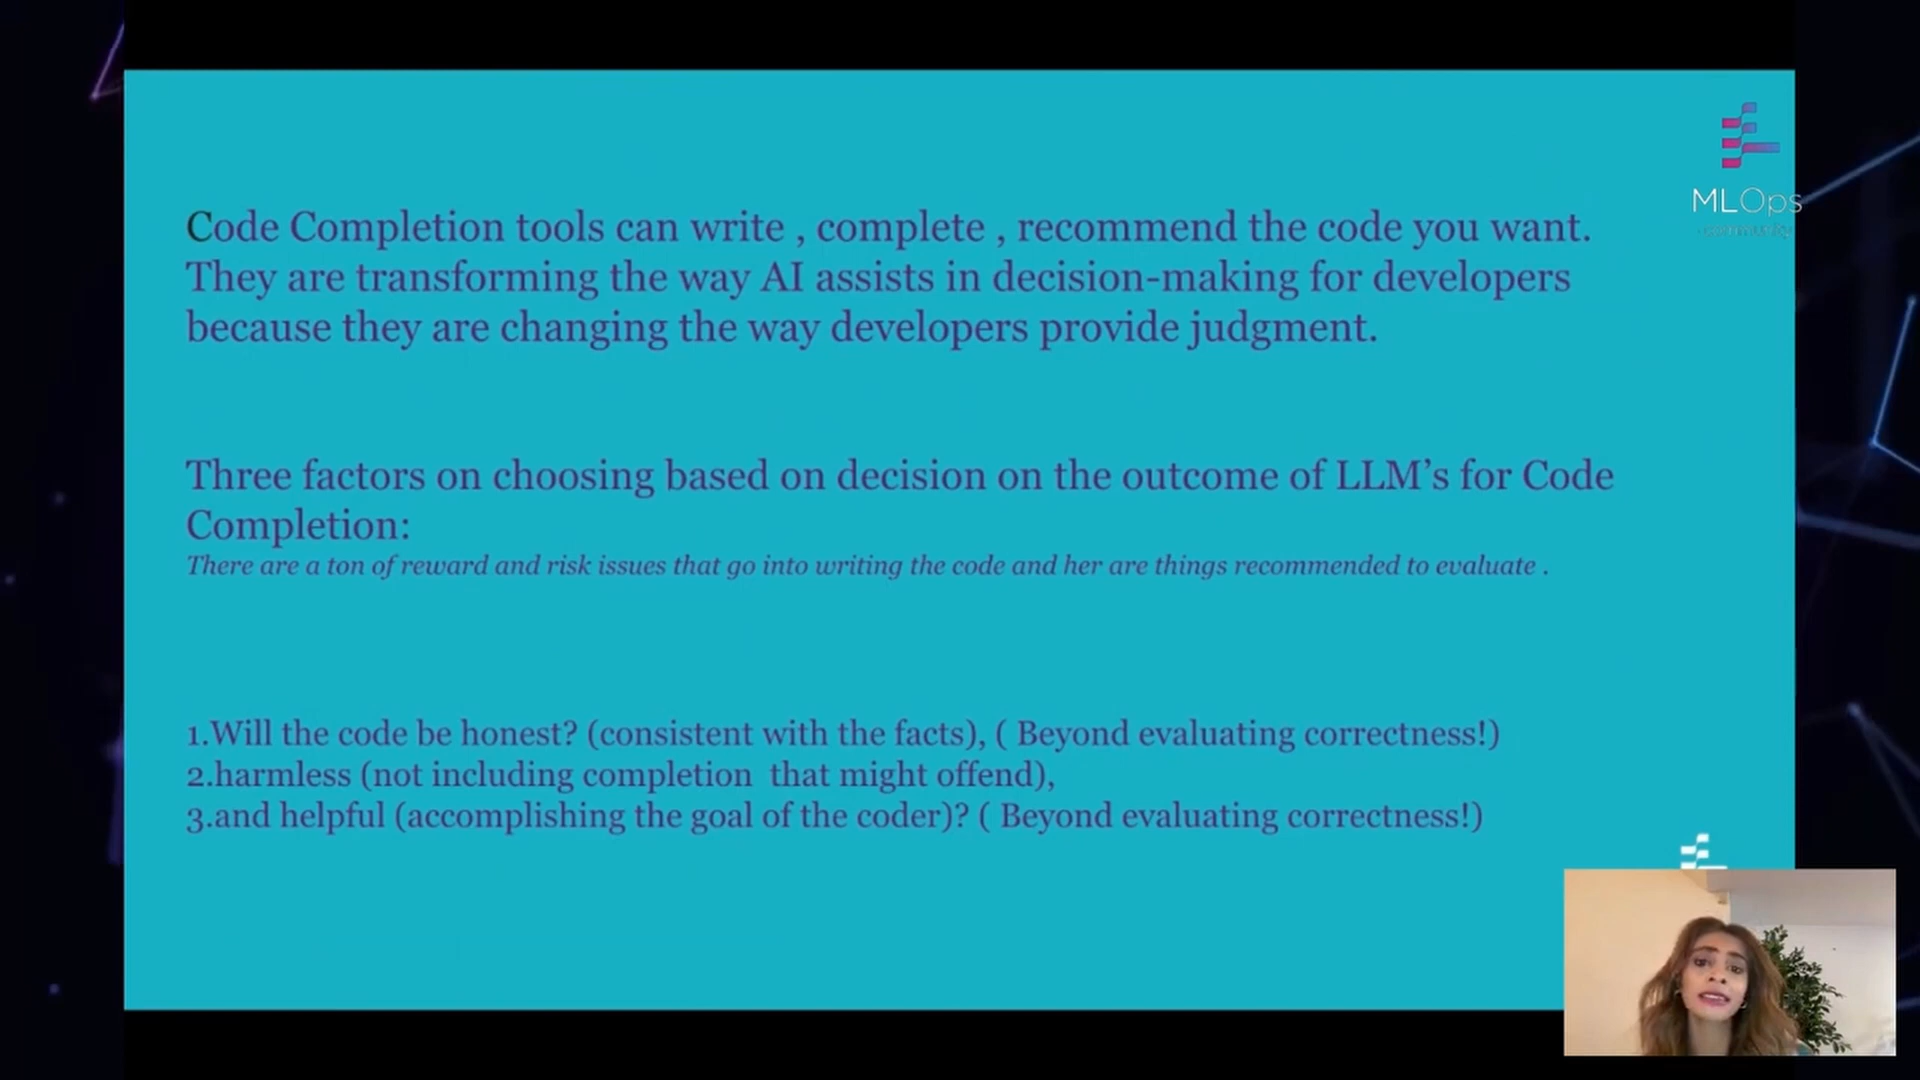 MLOps
Code Completion tools can write , complete , recommend the code you want.
They are transforming the way AI assists in decision-making for developers
because they are changing the way developers provide judgment.
Three factors on choosing based on decision on the outcome of LLM’s for Code
Completion:
There are a ton of reward and risk issues that go into writing the code and her are things recommended to evaluate .
1.Will the code be honest? (consistent with the facts), ( Beyond evaluating correctness!)
2.harmless (not including completion  that might offend),
3.and helpful (accomplishing the goal of the coder)? ( Beyond evaluating correctness!)